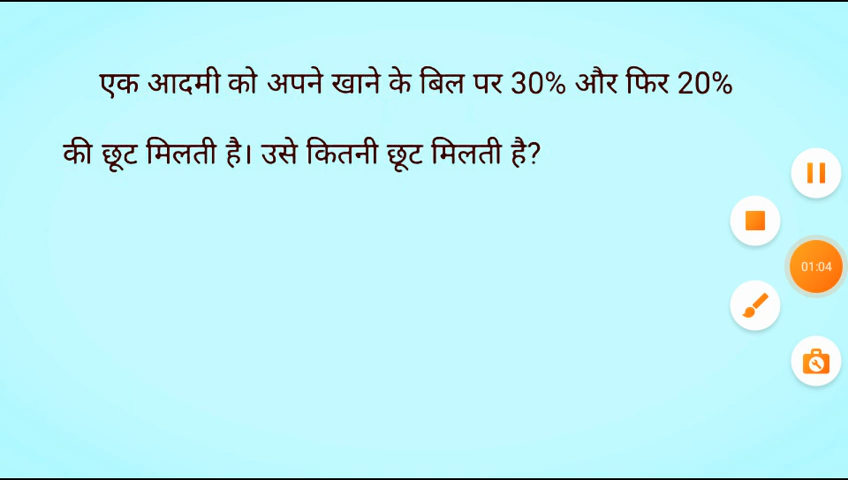 एक आदमी को अपने खाने के बिल पर 30% और फिर 20%
की छूट मिलती है। उसे कितनी छूट मिलती है?
01:04